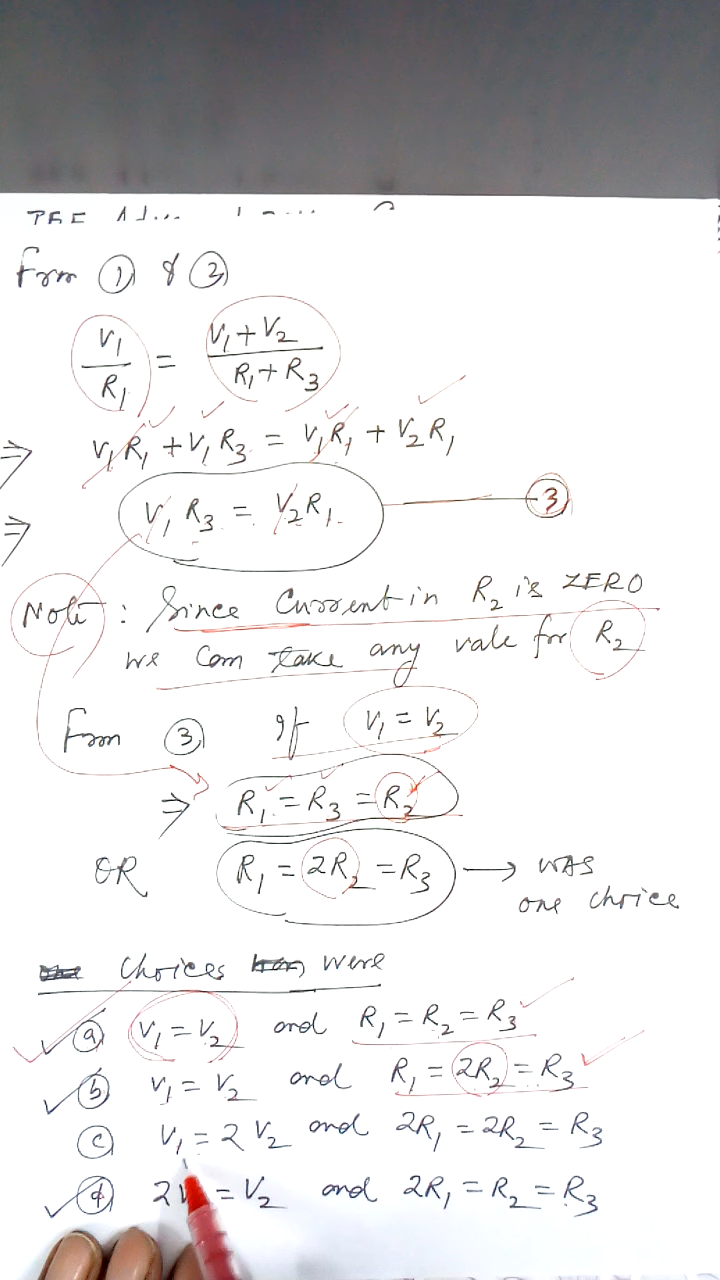 From ① & ②
V₁/R₁ = (V₁ + V₂)/(R₁ + R₃)
⇒ V₁R₁ + V₁R₃ = V₁R₁ + V₂R₁
⇒ V₁R₃ = V₂R₁ ③
Note : Since Current in R₂ is ZERO
we can take any vale for R₂
From ③ If V₁ = V₂
⇒ R₁ = R₃ = R₂
OR R₁ = 2R₂ = R₃ → WAS
one choice
Choices were
✓ ⓐ V₁ = V₂ and R₁ = R₂ = R₃
✓ ⓑ V₁ = V₂ and R₁ = 2R₂ = R₃
ⓒ V₁ = 2V₂ and 2R₁ = 2R₂ = R₃
✓ ⓓ 2V₁ = V₂ and 2R₁ = R₂ = R₃